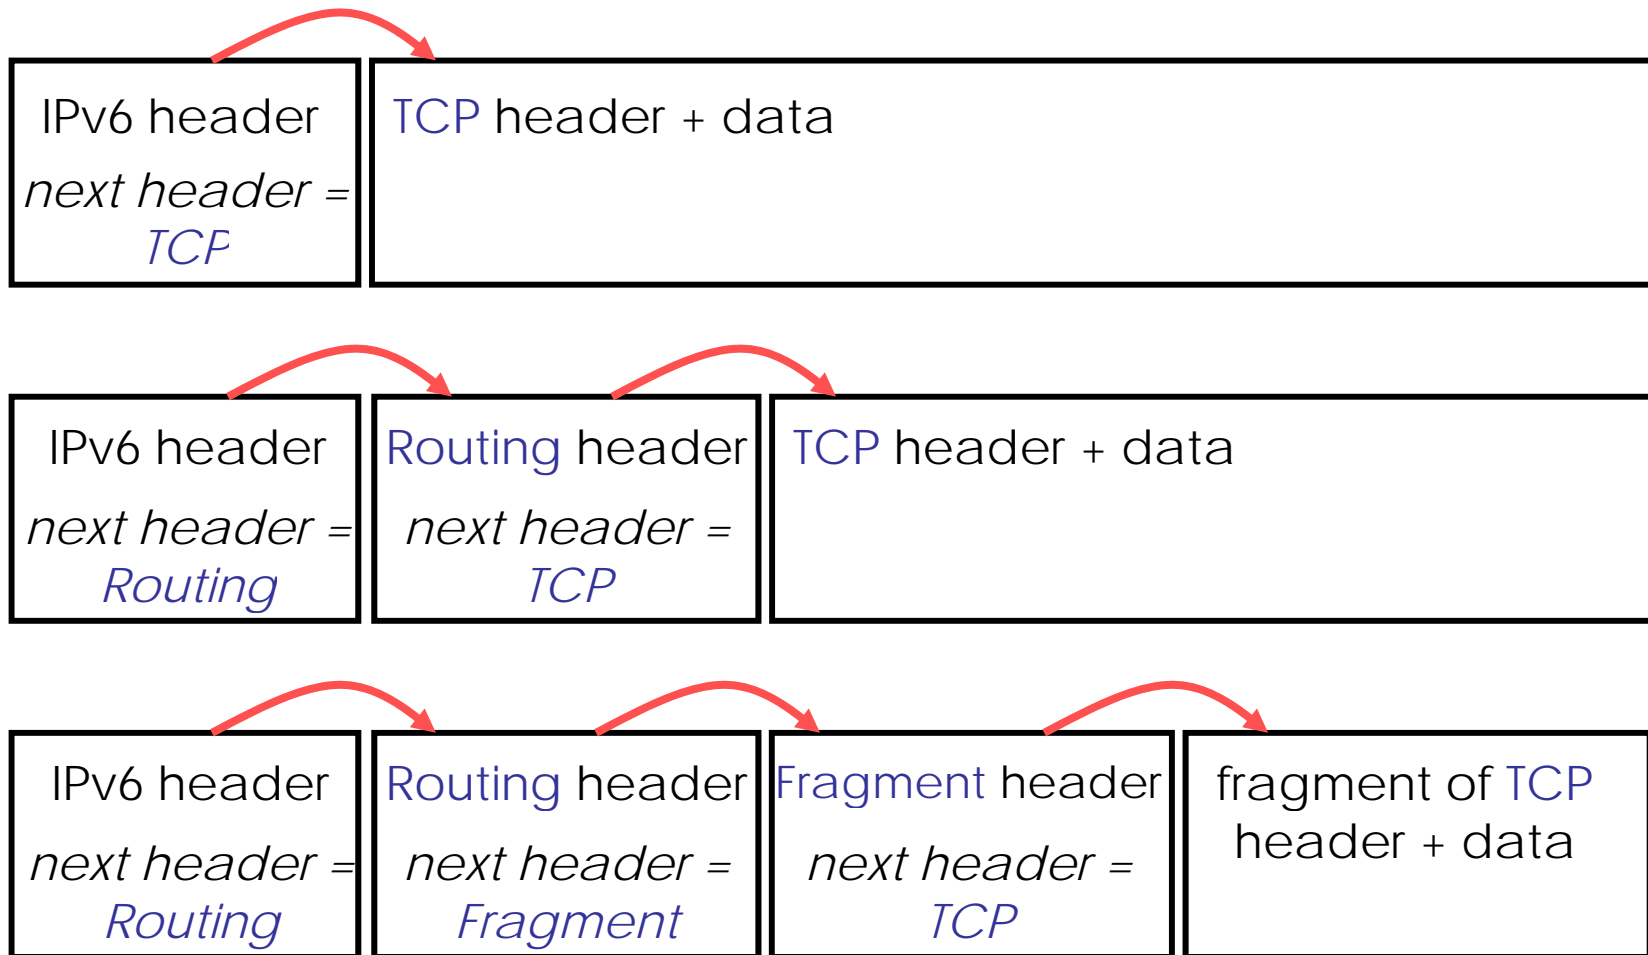 IPv6 header
next header =
TCP
TCP header + data
IPv6 header
next header =
Routing
Routing header
next header =
TCP
TCP header + data
IPv6 header
next header =
Routing
Routing header
next header =
Fragment
Fragment header
next header =
TCP
fragment of TCP
header + data